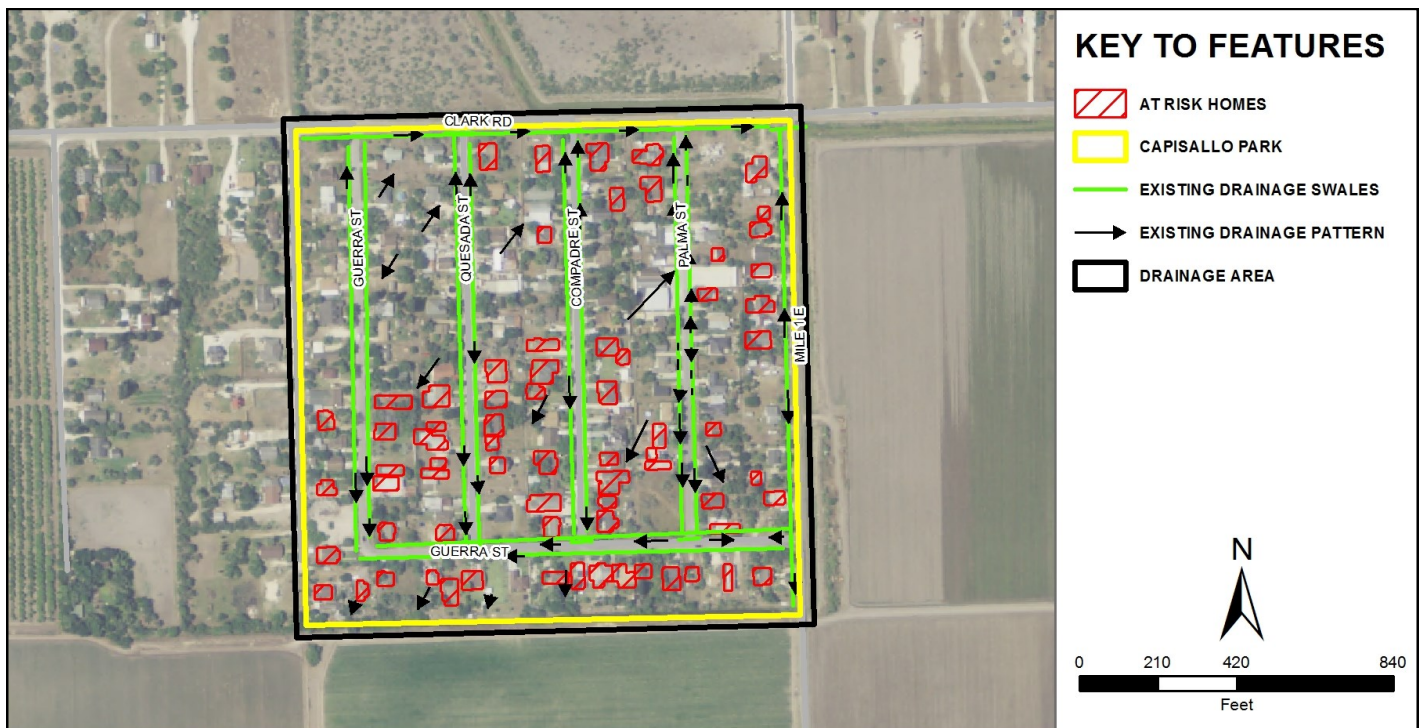 CLARK RD
GUERRA ST
QUESADA ST
COMPADRE ST
PALMA ST
MILE 1 E
GUERRA ST
KEY TO FEATURES
AT RISK HOMES
CAPISALLO PARK
EXISTING DRAINAGE SWALES
EXISTING DRAINAGE PATTERN
DRAINAGE AREA
N
0 210 420 840
Feet